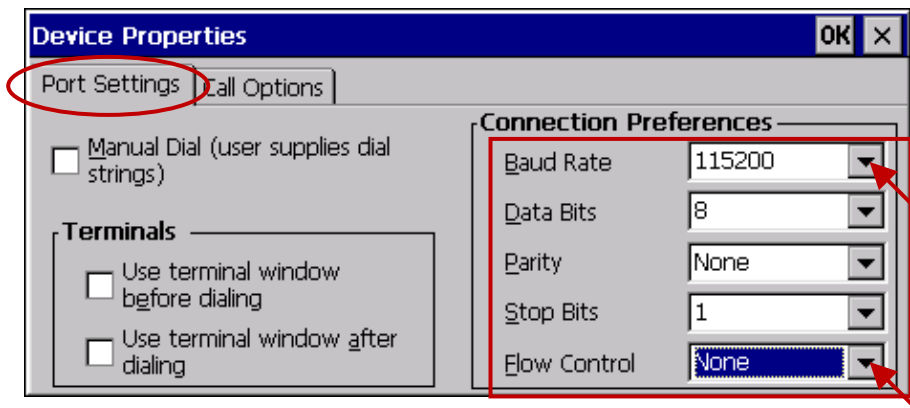 Device Properties OK ×
Port Settings Call Options
Manual Dial (user supplies dial
strings)
Terminals
Use terminal window
before dialing
Use terminal window after
dialing
Connection Preferences
Baud Rate 115200
Data Bits 8
Parity None
Stop Bits 1
Flow Control None